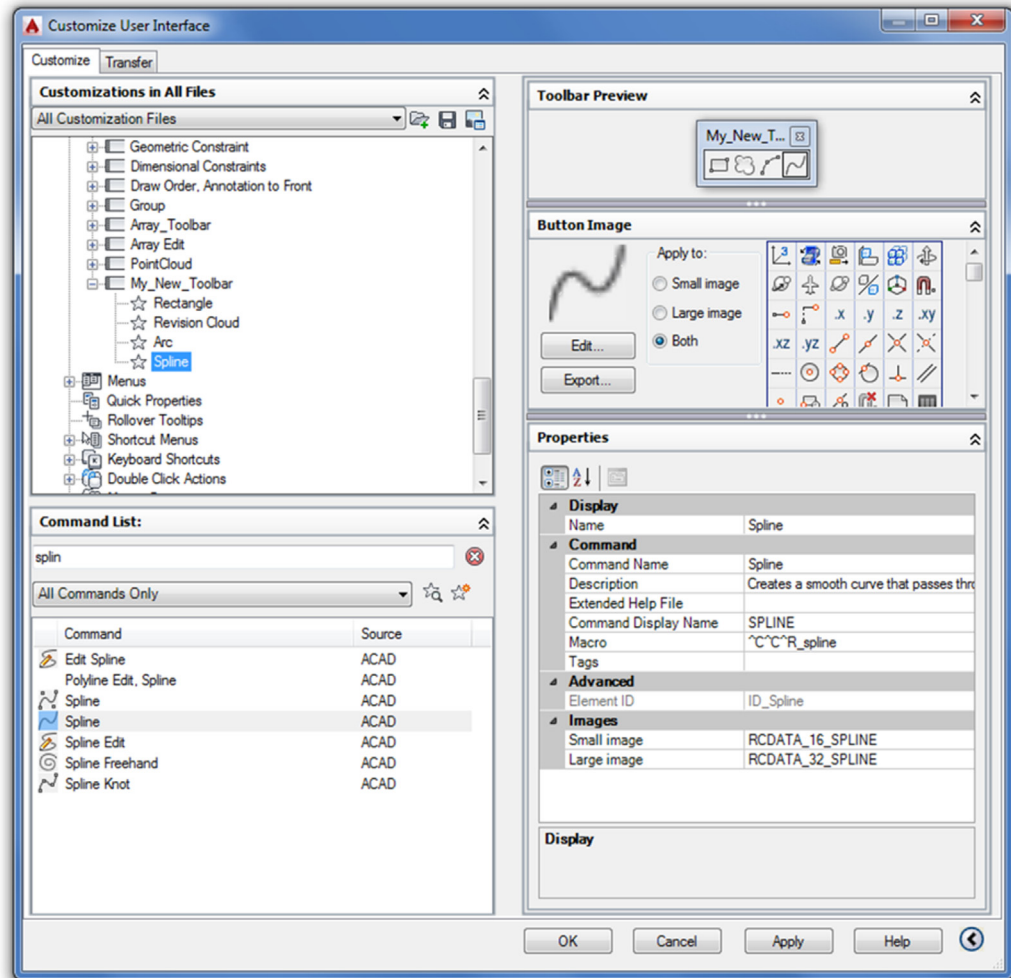 Customize User Interface
Customize
Transfer
Customizations in All Files
All Customization Files
Geometric Constraint
Dimensional Constraints
Draw Order, Annotation to Front
Group
Array_Toolbar
Array Edit
PointCloud
My_New_Toolbar
Rectangle
Revision Cloud
Arc
Spline
Menus
Quick Properties
Rollover Tooltips
Shortcut Menus
Keyboard Shortcuts
Double Click Actions
Command List:
splin
All Commands Only
Command Source
Edit Spline ACAD
Polyline Edit, Spline ACAD
Spline ACAD
Spline ACAD
Spline Edit ACAD
Spline Freehand ACAD
Spline Knot ACAD
Toolbar Preview
My_New_T...
Button Image
Apply to:
Small image
Large image
Both
Edit...
Export...
.x .y .z .xy
.xz .yz
Properties
Display
Name Spline
Command
Command Name Spline
Description Creates a smooth curve that passes thro
Extended Help File
Command Display Name SPLINE
Macro ^C^C^R_spline
Tags
Advanced
Element ID ID_Spline
Images
Small image RCDATA_16_SPLINE
Large image RCDATA_32_SPLINE
Display
OK Cancel Apply Help